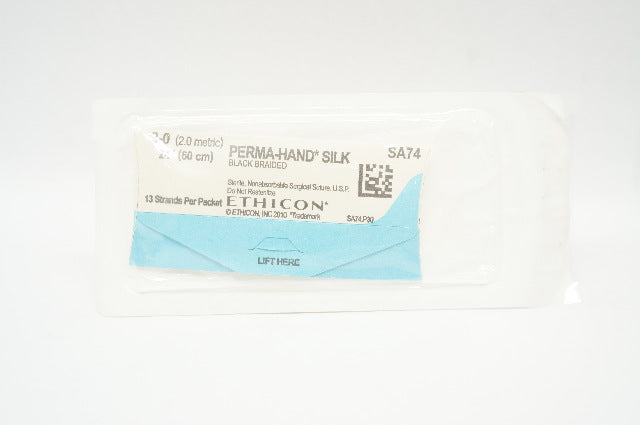 -0 (2.0 metric)
(60 cm)
PERMA-HAND* SILK
BLACK BRAIDED
SA74
Sterile, Nonabsorbable Surgical Suture, U.S.P.
Do Not Resterilize
13 Strands Per Packet
ETHICON*
© ETHICON, INC 2010 *Trademark
LIFT HERE